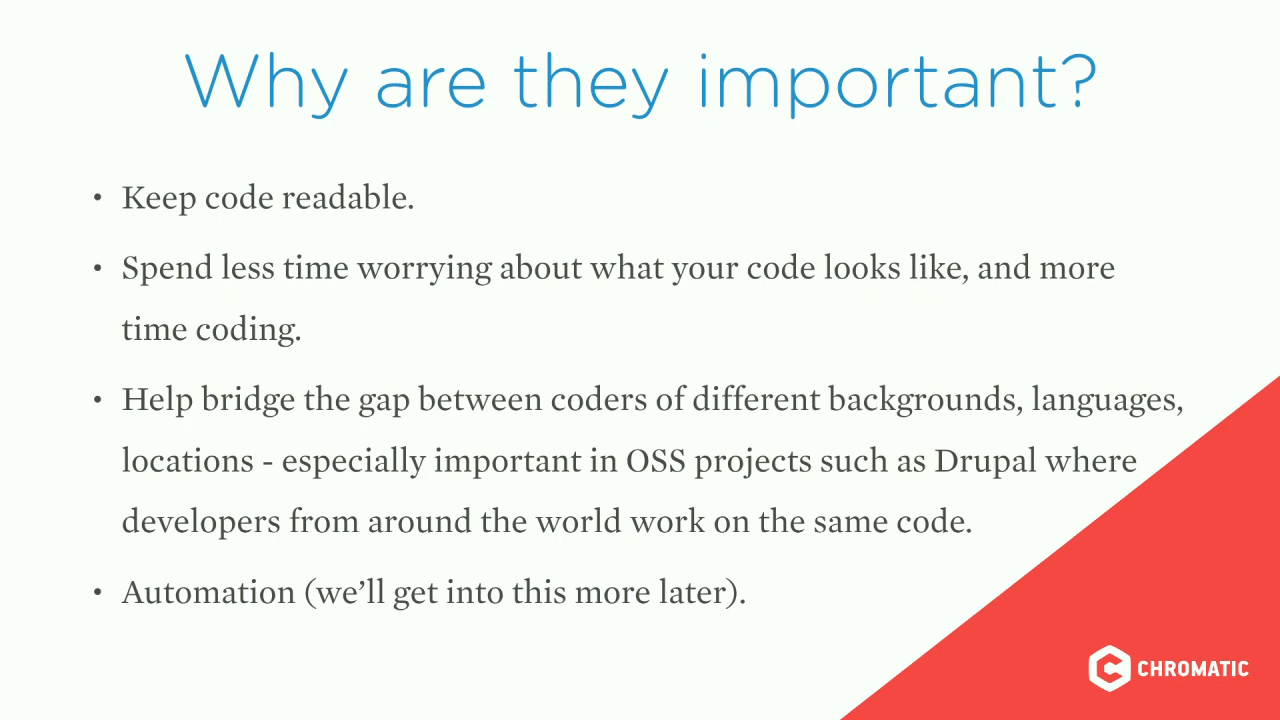 Why are they important?
• Keep code readable.
• Spend less time worrying about what your code looks like, and more
time coding.
• Help bridge the gap between coders of different backgrounds, languages,
locations - especially important in OSS projects such as Drupal where
developers from around the world work on the same code.
• Automation (we’ll get into this more later).
CHROMATIC